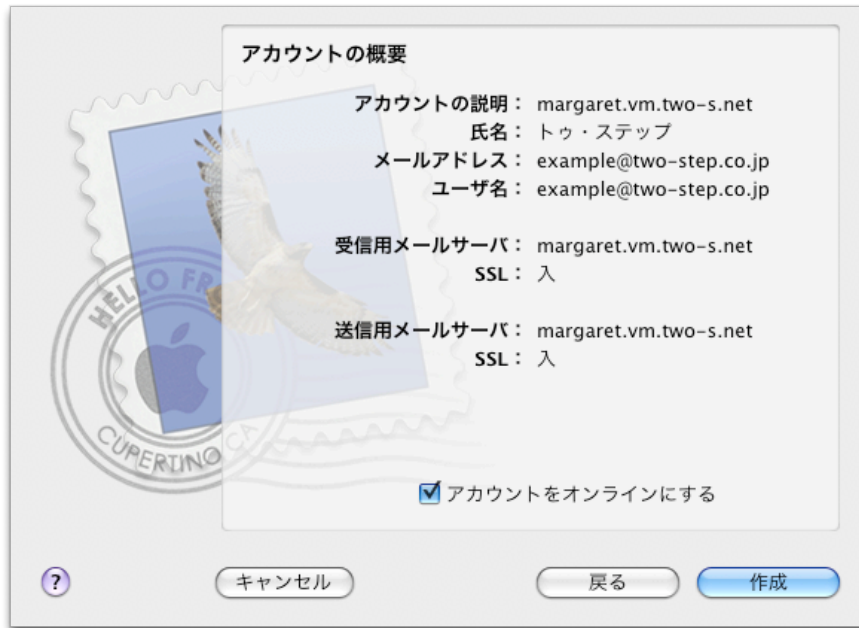 アカウントの概要
アカウントの説明： margaret.vm.two-s.net
氏名： トゥ・ステップ
メールアドレス： example@two-step.co.jp
ユーザ名： example@two-step.co.jp
受信用メールサーバ： margaret.vm.two-s.net
SSL： 入
送信用メールサーバ： margaret.vm.two-s.net
SSL： 入
HELLO FR
CUPERTINO CA
アカウントをオンラインにする
? キャンセル 戻る 作成